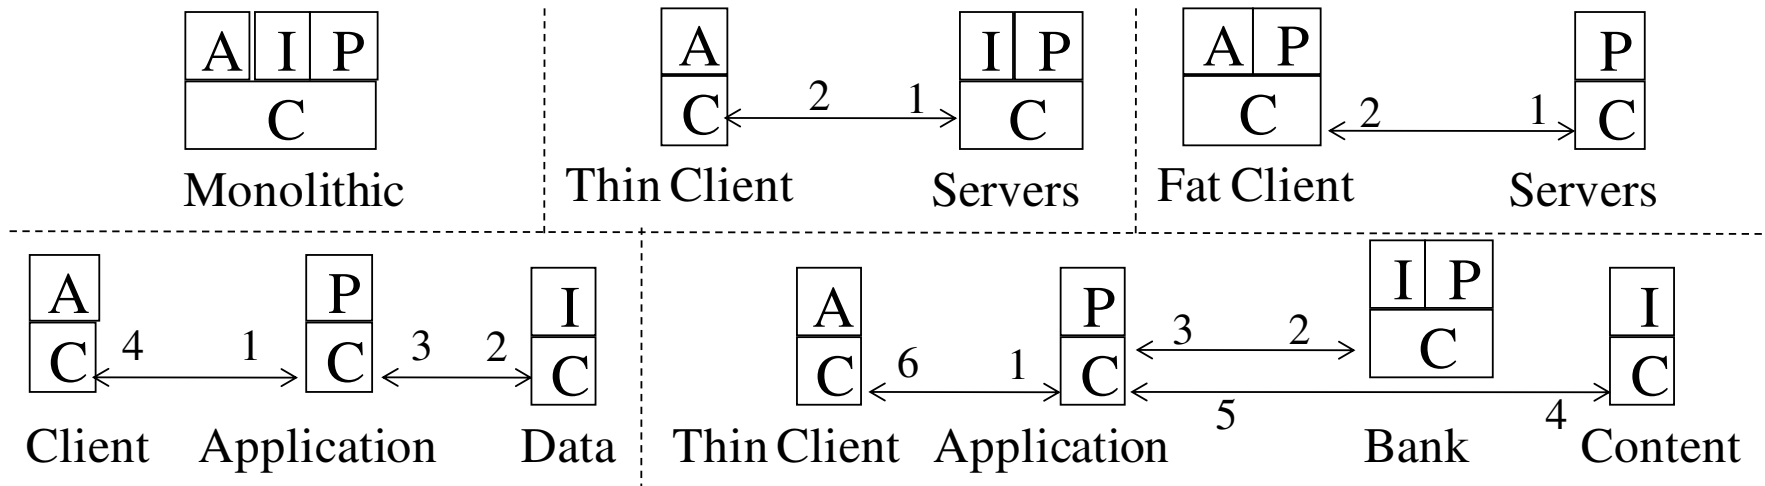 A I P
C
Monolithic
A
C
2 1
I P
C
Thin Client Servers
A P
C
2 1
P
C
Fat Client Servers
A
C
4 1
P
C
3 2
I
C
Client Application Data
A
C
6 1
P
C
3 2
I P
C
5 4
I
C
Thin Client Application Bank Content